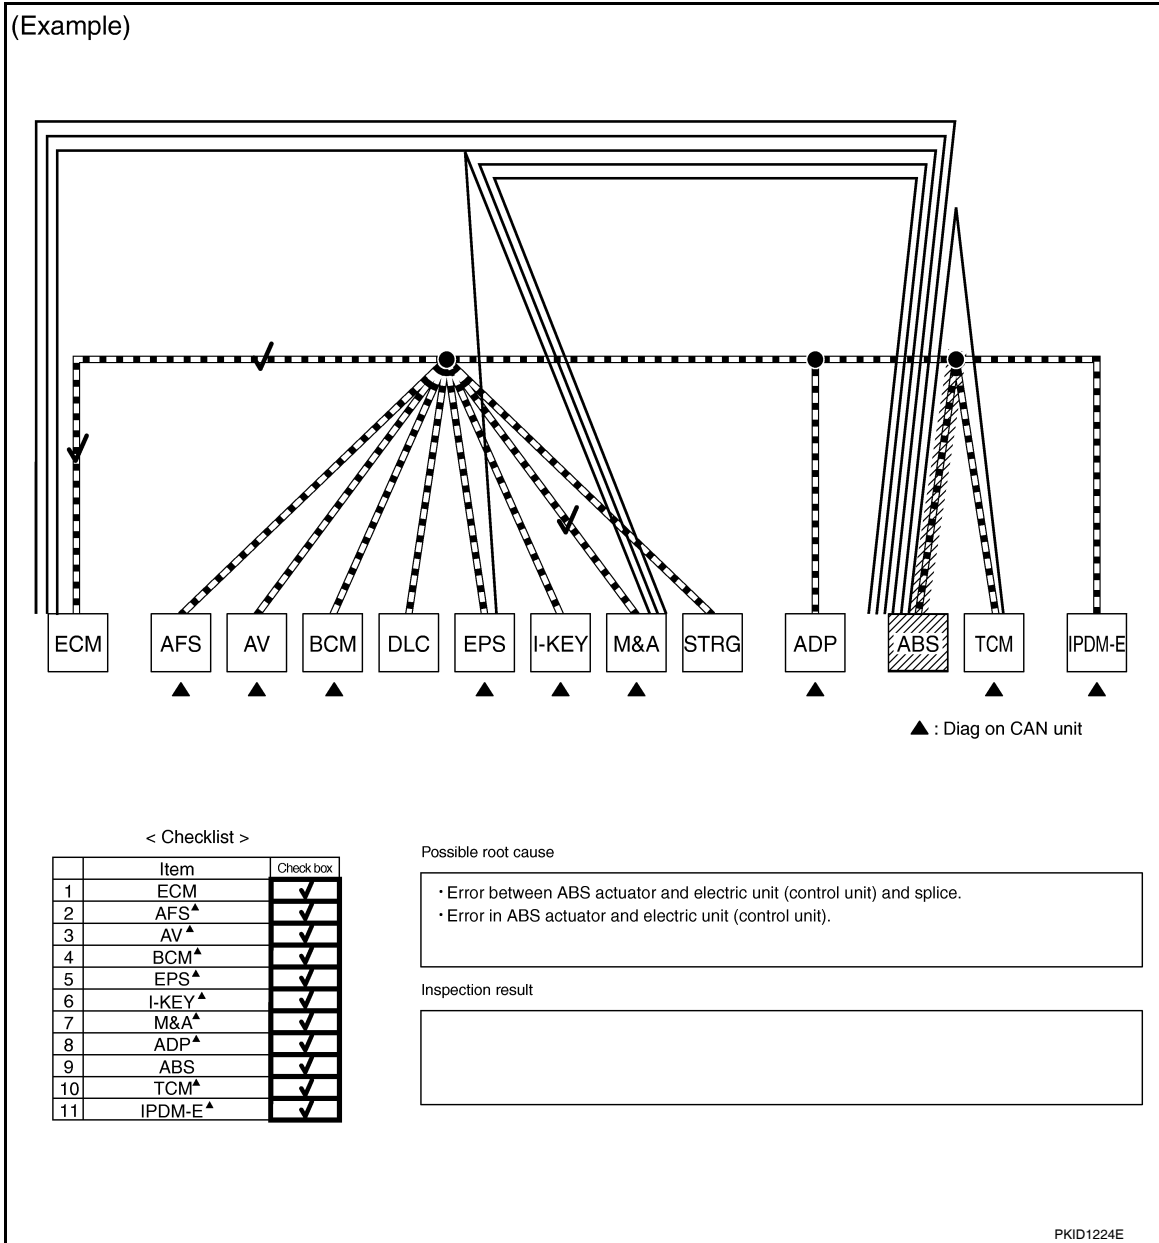 (Example)
ECM AFS AV BCM DLC EPS I-KEY M&A STRG ADP ABS TCM IPDM-E
▲ : Diag on CAN unit
< Checklist >
Item Check box
1 ECM ✓
2 AFS▲ ✓
3 AV▲ ✓
4 BCM▲ ✓
5 EPS▲ ✓
6 I-KEY▲ ✓
7 M&A▲ ✓
8 ADP▲ ✓
9 ABS ✓
10 TCM▲ ✓
11 IPDM-E▲ ✓
Possible root cause
・Error between ABS actuator and electric unit (control unit) and splice.
・Error in ABS actuator and electric unit (control unit).
Inspection result
PKID1224E